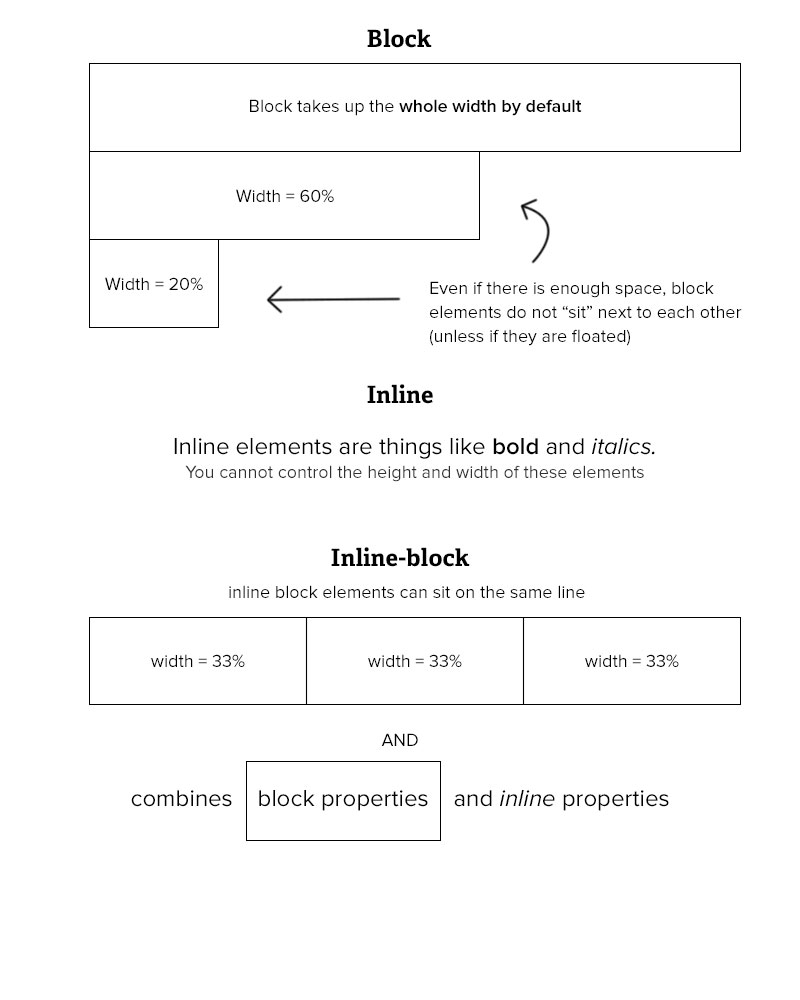 Block
Block takes up the whole width by default
Width = 60%
Width = 20%
Even if there is enough space, block
elements do not “sit” next to each other
(unless if they are floated)
Inline
Inline elements are things like bold and italics.
You cannot control the height and width of these elements
Inline-block
inline block elements can sit on the same line
width = 33% width = 33% width = 33%
AND
combines block properties and inline properties